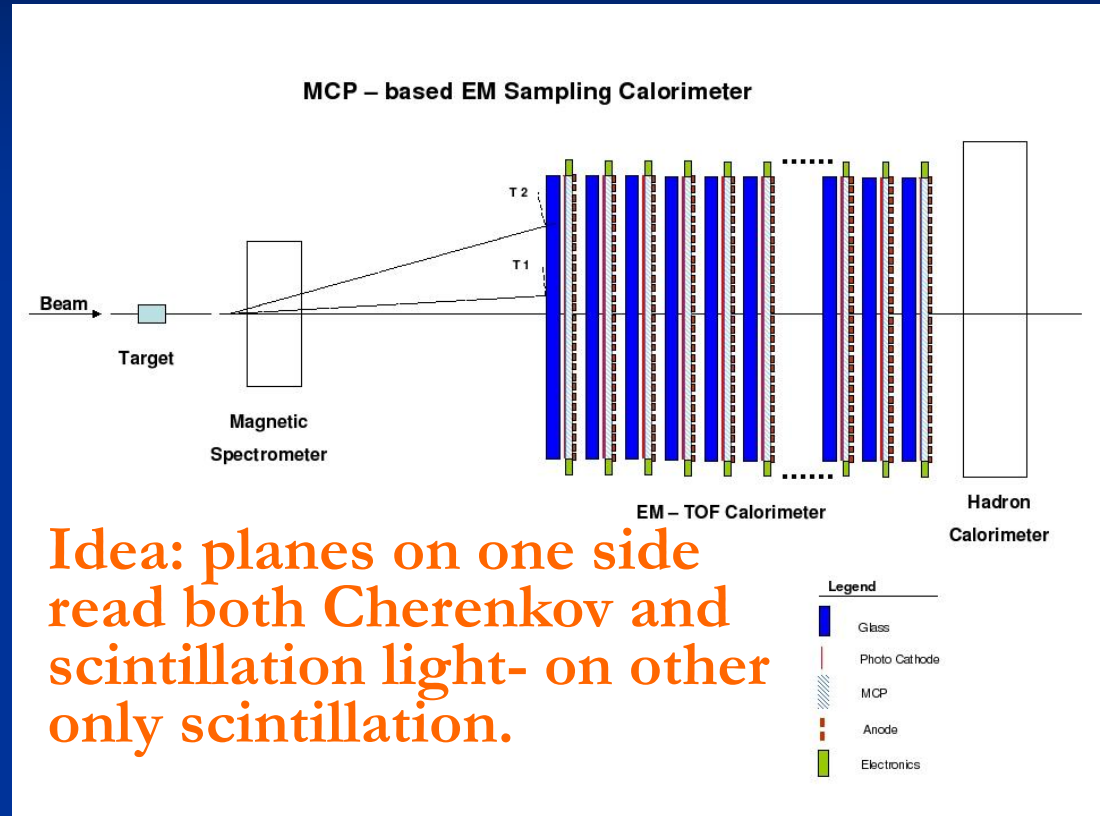 MCP – based EM Sampling Calorimeter
T 2
T 1
Beam
Target
Magnetic
Spectrometer
EM – TOF Calorimeter
Hadron
Calorimeter
Idea: planes on one side
read both Cherenkov and
scintillation light- on other
only scintillation.
Legend
Glass
Photo Cathode
MCP
Anode
Electronics